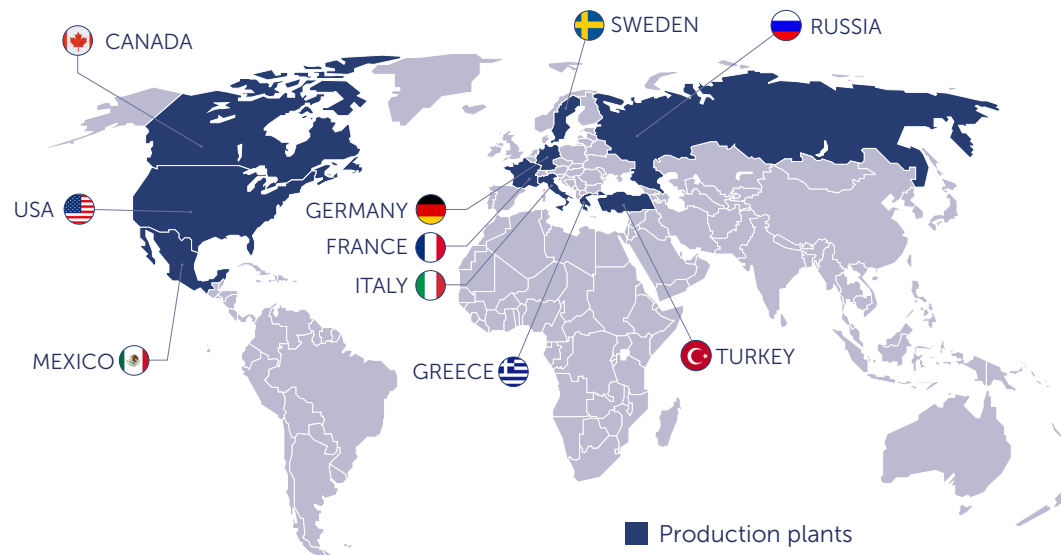 SWEDEN
RUSSIA
CANADA
USA
GERMANY
FRANCE
ITALY
MEXICO
GREECE
TURKEY
Production plants